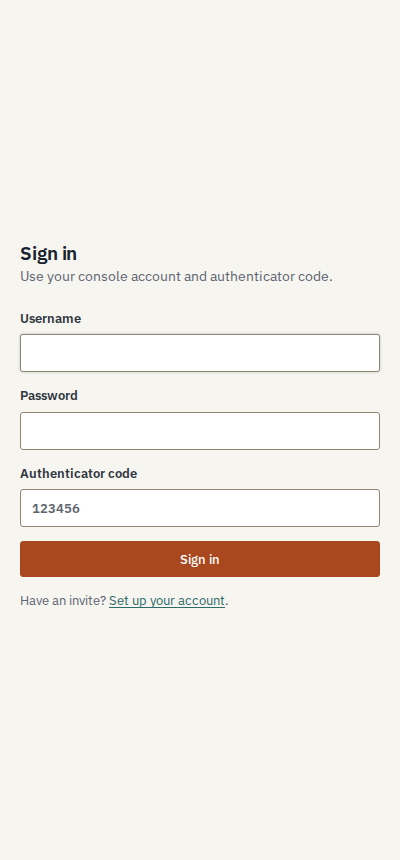 Sign in
Use your console account and authenticator code.
Username
Password
Authenticator code
123456
Sign in
Have an invite? Set up your account.